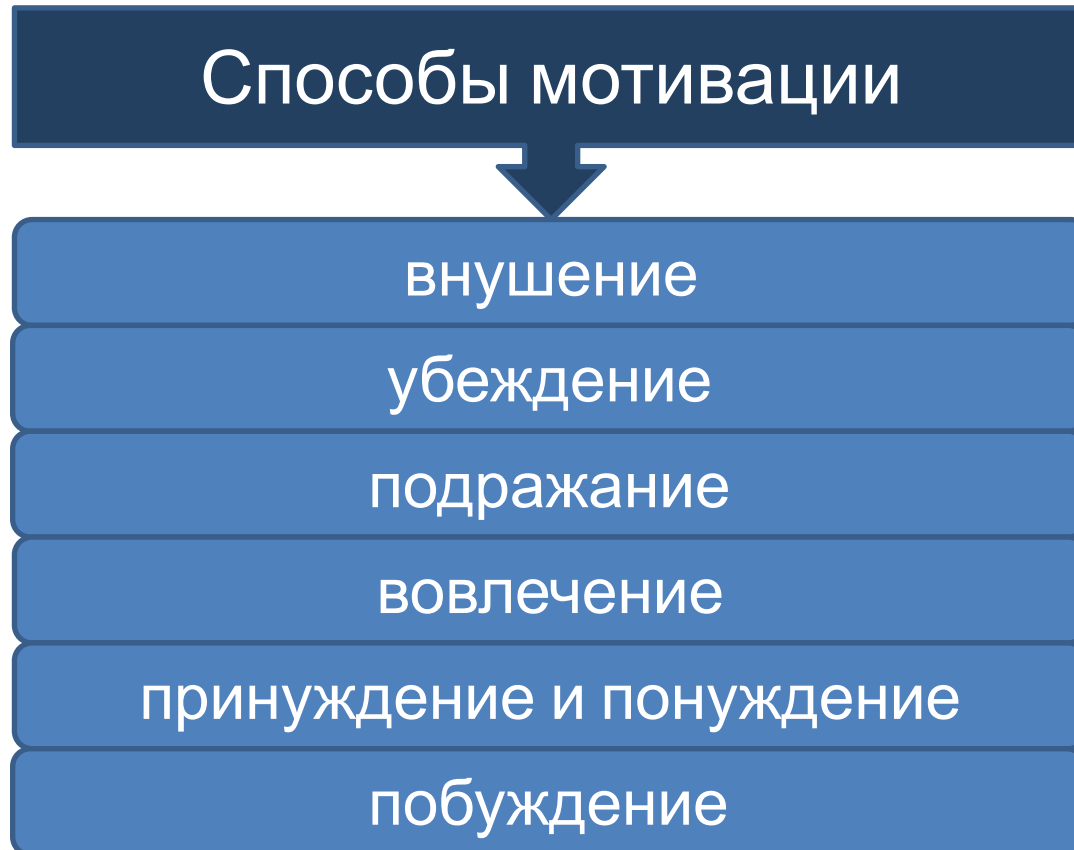 Способы мотивации
внушение
убеждение
подражание
вовлечение
принуждение и понуждение
побуждение